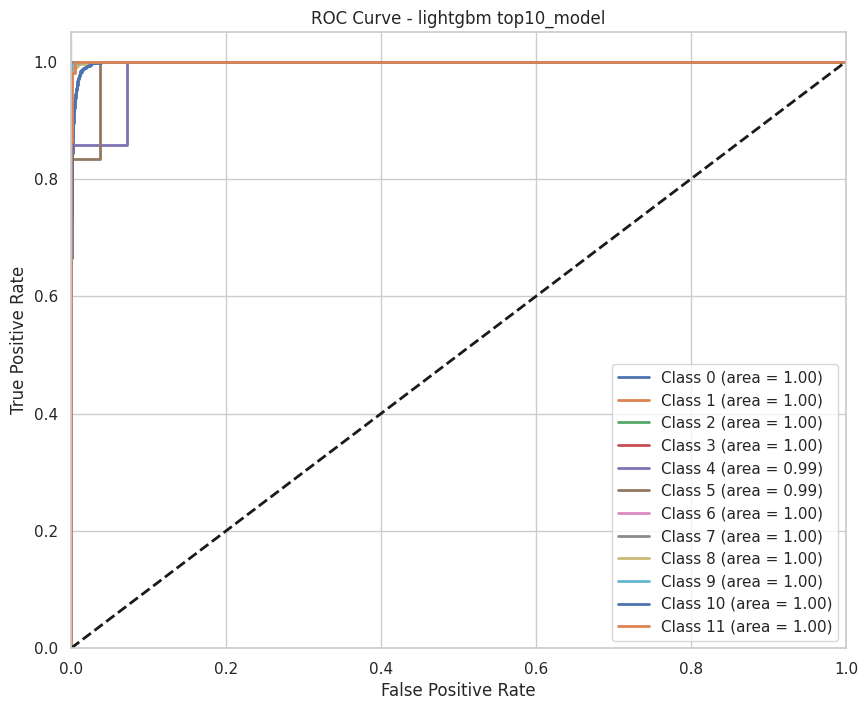 ROC Curve - lightgbm top10_model
True Positive Rate
1.0
0.8
0.6
0.4
0.2
0.0
Class 0 (area = 1.00)
Class 1 (area = 1.00)
Class 2 (area = 1.00)
Class 3 (area = 1.00)
Class 4 (area = 0.99)
Class 5 (area = 0.99)
Class 6 (area = 1.00)
Class 7 (area = 1.00)
Class 8 (area = 1.00)
Class 9 (area = 1.00)
Class 10 (area = 1.00)
Class 11 (area = 1.00)
0.0 0.2 0.4 0.6 0.8 1.0
False Positive Rate